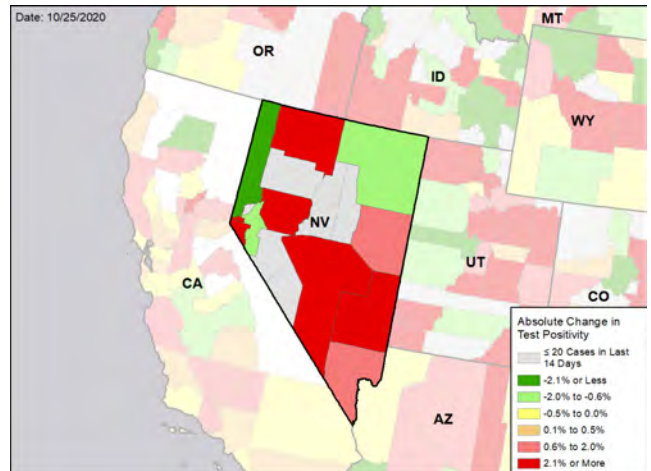 Date: 10/25/2020
MT
OR
ID
WY
NV
UT
CA
CO
AZ
Absolute Change in
Test Positivity
≤ 20 Cases in Last
14 Days
-2.1% or Less
-2.0% to -0.6%
-0.5% to 0.0%
0.1% to 0.5%
0.6% to 2.0%
2.1% or More